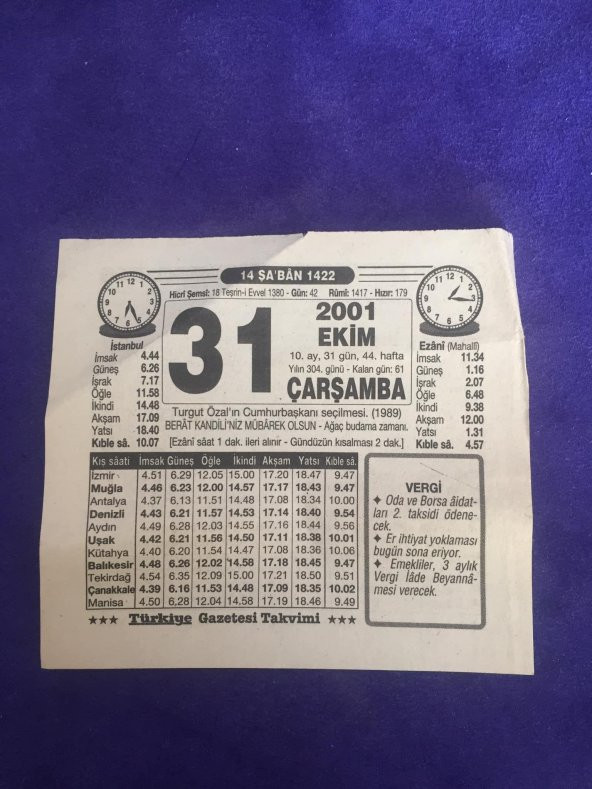 14 ŞA'BÂN 1422
Hicrî Şemsî: 18 Teşrin-i Evvel 1380 - Gün: 42 Rûmî: 1417 - Hızır: 179
31
2001
EKİM
10. ay, 31 gün, 44. hafta
Yılın 304. günü - Kalan gün: 61
ÇARŞAMBA
İstanbul
İmsak 4.44
Güneş 6.26
İşrak 7.17
Öğle 11.58
İkindi 14.48
Akşam 17.09
Yatsı 18.40
Kıble sâ. 10.07
Ezânî (Mahallî)
İmsak 11.34
Güneş 1.16
İşrak 2.07
Öğle 6.48
İkindi 9.38
Akşam 12.00
Yatsı 1.31
Kıble sâ. 4.57
Turgut Özal'ın Cumhurbaşkanı seçilmesi. (1989)
BERÂT KANDİLİ'NİZ MÜBÂREK OLSUN - Ağaç budama zamanı.
[Ezânî sâat 1 dak. ileri alınır - Gündüzün kısalması 2 dak.]
Kış sâati İmsak Güneş Öğle İkindi Akşam Yatsı Kıble sâ.
İzmir 4.51 6.29 12.05 15.00 17.20 18.47 9.47
Muğla 4.46 6.23 12.00 14.57 17.17 18.43 9.47
Antalya 4.37 6.13 11.51 14.48 17.08 18.34 10.00
Denizli 4.43 6.21 11.57 14.53 17.14 18.40 9.54
Aydın 4.49 6.28 12.03 14.55 17.16 18.44 9.56
Uşak 4.42 6.21 11.56 14.50 17.11 18.38 10.01
Kütahya 4.40 6.20 11.54 14.47 17.08 18.36 10.06
Balıkesir 4.48 6.26 12.02 14.58 17.18 18.45 9.47
Tekirdağ 4.54 6.35 12.09 15.00 17.21 18.50 9.51
Çanakkale 4.39 6.16 11.53 14.48 17.09 18.35 10.02
Manisa 4.50 6.28 12.04 14.58 17.19 18.46 9.49
VERGİ
✦ Oda ve Borsa âidat-
ları 2. taksidi ödene-
cek.
✦ Er ihtiyat yoklaması
bugün sona eriyor.
✦ Emekliler, 3 aylık
Vergi İâde Beyannâ-
mesi verecek.
★★★ Türkiye Gazetesi Takvimi ★★★